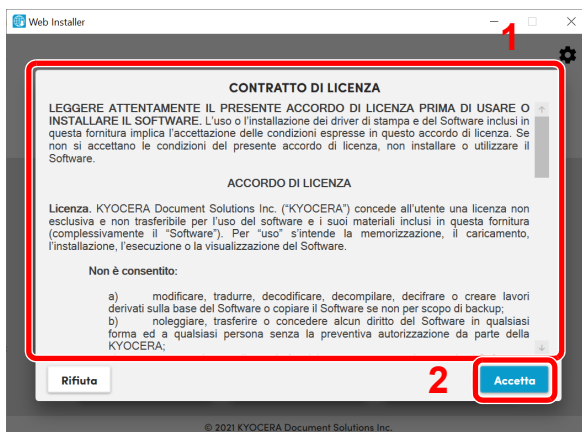 Web Installer
1
CONTRATTO DI LICENZA
LEGGERE ATTENTAMENTE IL PRESENTE ACCORDO DI LICENZA PRIMA DI USARE O
INSTALLARE IL SOFTWARE. L'uso o l'installazione dei driver di stampa e del Software inclusi in
questa fornitura implica l'accettazione delle condizioni espresse in questo accordo di licenza. Se
non si accettano le condizioni del presente accordo di licenza, non installare o utilizzare il
Software.
ACCORDO DI LICENZA
Licenza. KYOCERA Document Solutions Inc. ("KYOCERA") concede all'utente una licenza non
esclusiva e non trasferibile per l'uso del software e i suoi materiali inclusi in questa fornitura
(complessivamente il "Software"). Per "uso" s'intende la memorizzazione, il caricamento,
l'installazione, l'esecuzione o la visualizzazione del Software.
Non è consentito:
a) modificare, tradurre, decodificare, decompilare, decifrare o creare lavori
derivati sulla base del Software o copiare il Software se non per scopo di backup;
b) noleggiare, trasferire o concedere alcun diritto del Software in qualsiasi
forma ed a qualsiasi persona senza la preventiva autorizzazione da parte della
KYOCERA;
Rifiuta
2
Accetta
© 2021 KYOCERA Document Solutions Inc.